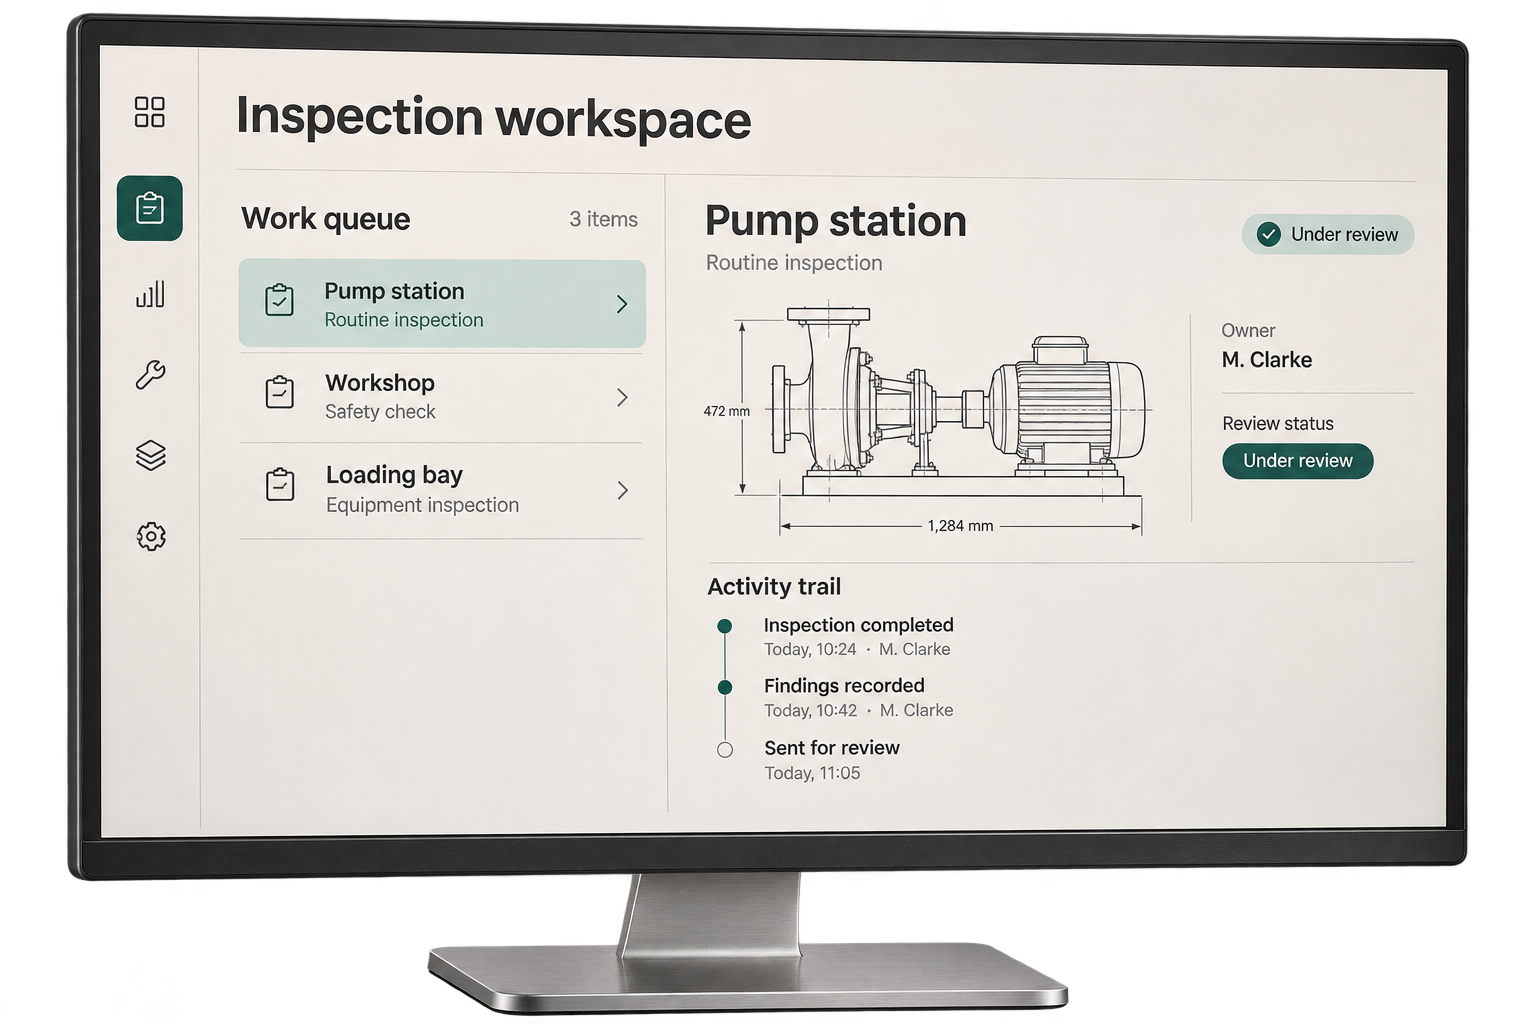 Inspection workspace
Work queue
3 items
Pump station
Routine inspection
Workshop
Safety check
Loading bay
Equipment inspection
Pump station
Routine inspection
Under review
472 mm
1,284 mm
Owner
M. Clarke
Review status
Under review
Activity trail
Inspection completed
Today, 10:24 · M. Clarke
Findings recorded
Today, 10:42 · M. Clarke
Sent for review
Today, 11:05